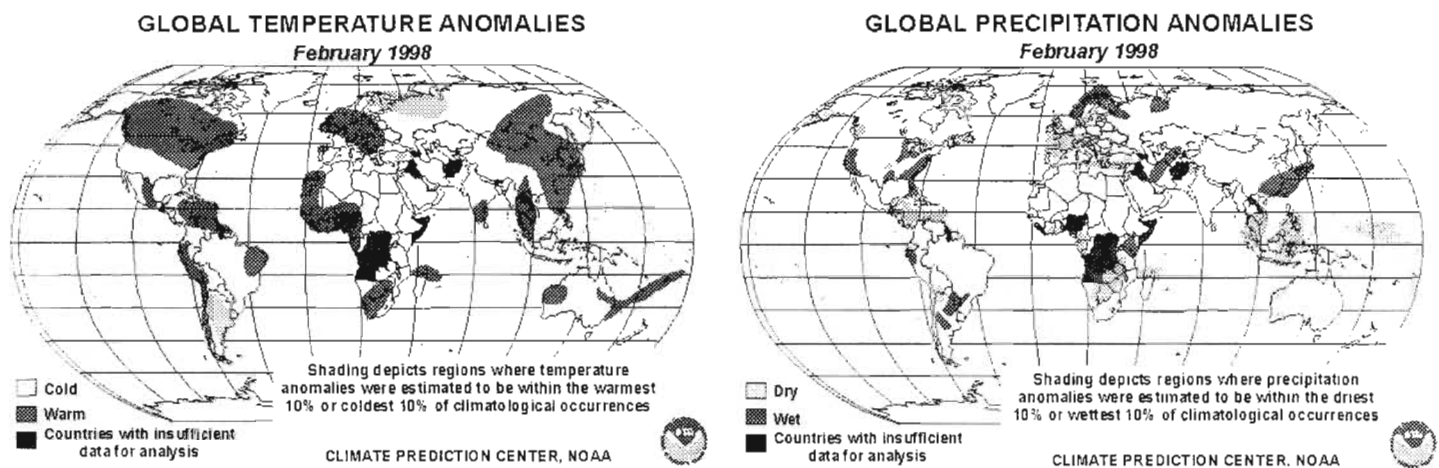 GLOBAL TEMPERATURE ANOMALIES
February 1998
Shading depicts regions where temperature
anomalies were estimated to be within the warmest
10% or coldest 10% of climatological occurrences
Cold
Warm
Countries with insufficient
data for analysis
CLIMATE PREDICTION CENTER, NOAA
GLOBAL PRECIPITATION ANOMALIES
February 1998
Shading depicts regions where precipitation
anomalies were estimated to be within the driest
10% or wettest 10% of climatological occurrences
Dry
Wet
Countries with insufficient
data for analysis
CLIMATE PREDICTION CENTER, NOAA